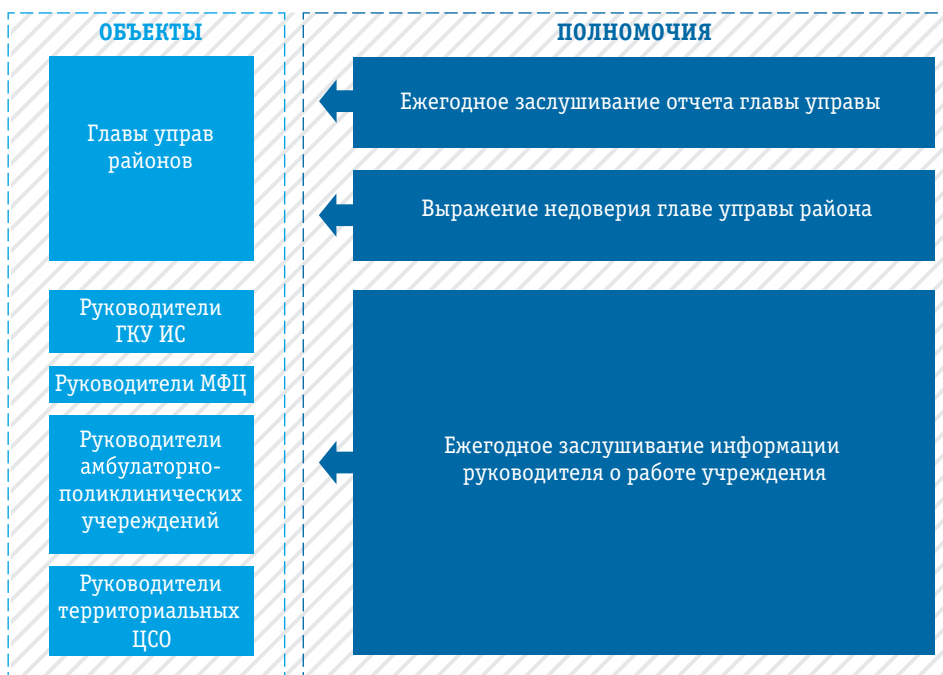 ОБЪЕКТЫ
ПОЛНОМОЧИЯ
Главы управ
районов
Ежегодное заслушивание отчета главы управы
Выражение недоверия главе управы района
Руководители
ГКУ ИС
Руководители МФЦ
Руководители
амбулаторно-
поликлинических
учереждений
Руководители
территориальных
ЦСО
Ежегодное заслушивание информации
руководителя о работе учреждения